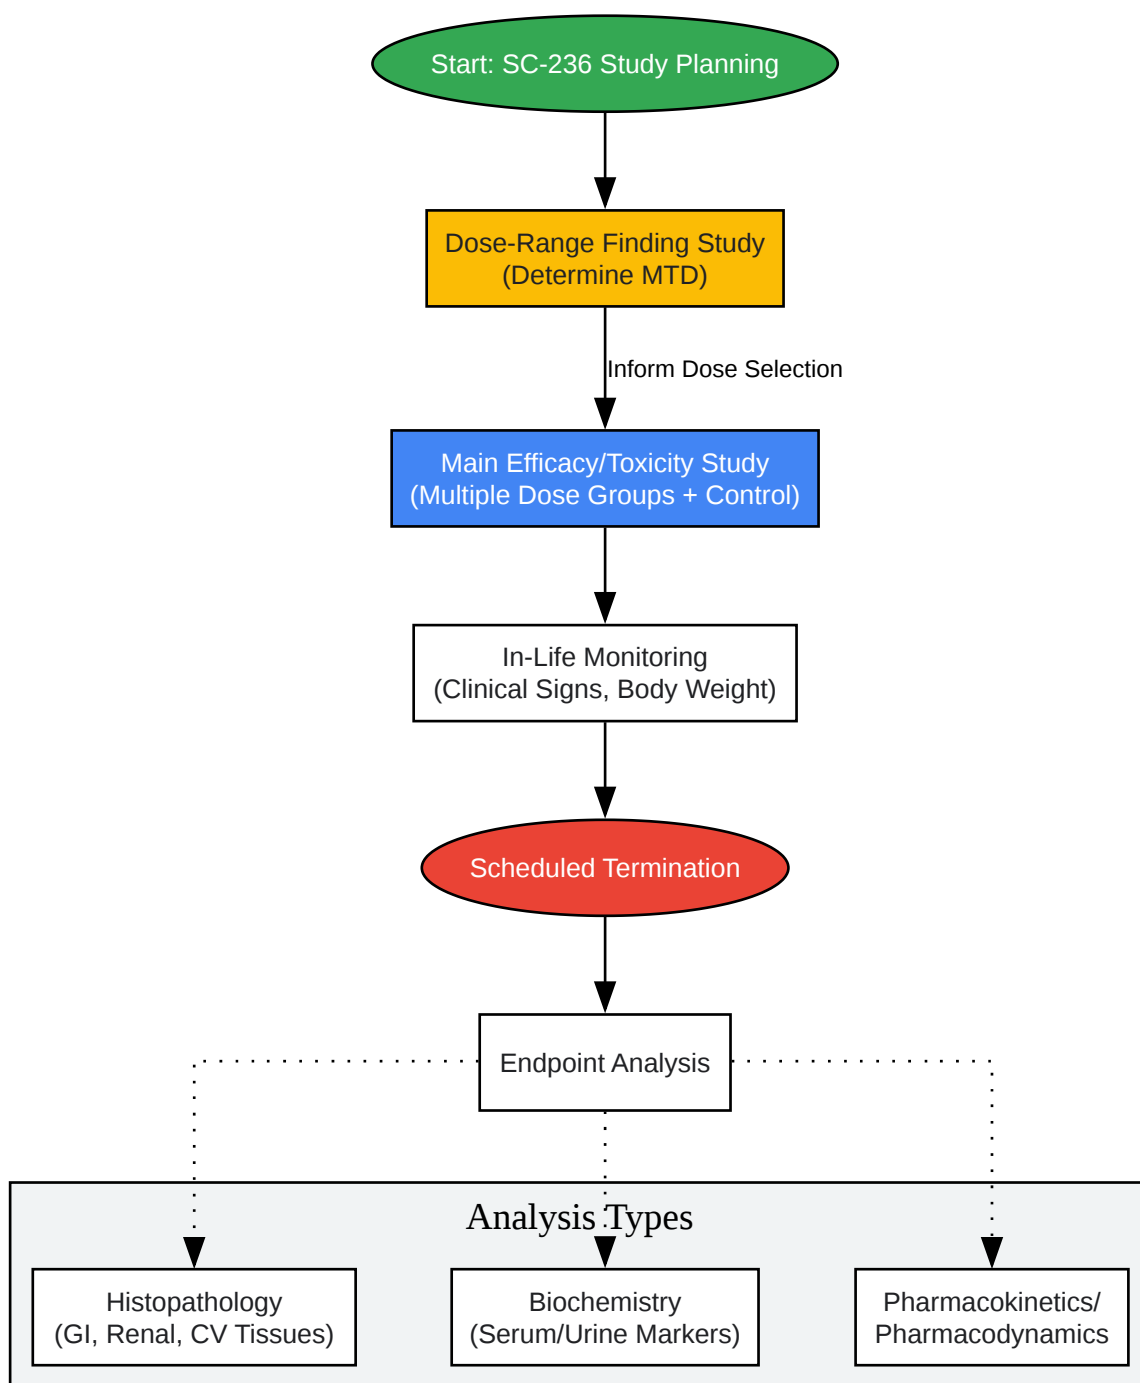 Start: SC-236 Study Planning
Dose-Range Finding Study
(Determine MTD)
Inform Dose Selection
Main Efficacy/Toxicity Study
(Multiple Dose Groups + Control)
In-Life Monitoring
(Clinical Signs, Body Weight)
Scheduled Termination
Endpoint Analysis
Analysis Types
Histopathology
(GI, Renal, CV Tissues)
Biochemistry
(Serum/Urine Markers)
Pharmacokinetics/
Pharmacodynamics